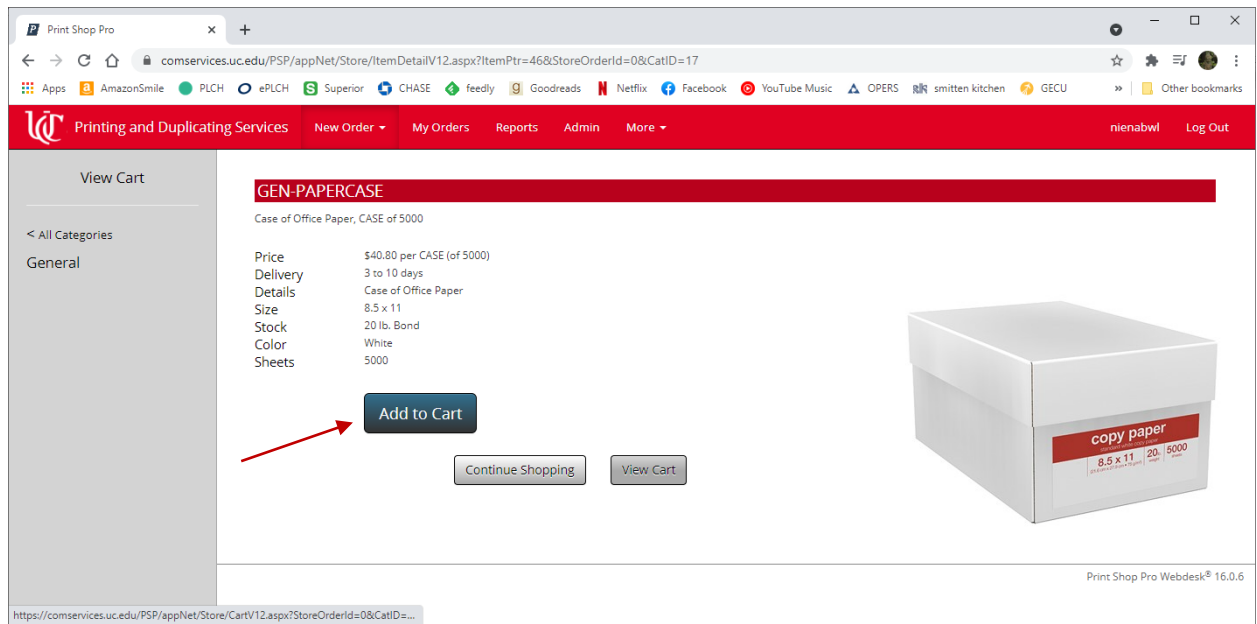 Print Shop Pro
comservices.uc.edu/PSP/appNet/Store/ItemDetailV12.aspx?ItemPtr=46&StoreOrderId=0&CatID=17
Apps AmazonSmile PLCH ePLCH Superior CHASE feedly Goodreads Netflix Facebook YouTube Music OPERS smitten kitchen GECU » Other bookmarks
UC Printing and Duplicating Services New Order My Orders Reports Admin More nienabwl Log Out
View Cart
< All Categories
General
GEN-PAPERCASE
Case of Office Paper, CASE of 5000
Price $40.80 per CASE (of 5000)
Delivery 3 to 10 days
Details Case of Office Paper
Size 8.5 x 11
Stock 20 lb. Bond
Color White
Sheets 5000
Add to Cart
Continue Shopping View Cart
copy paper
8.5 x 11 20 5000
Print Shop Pro Webdesk® 16.0.6
https://comservices.uc.edu/PSP/appNet/Store/CartV12.aspx?StoreOrderId=0&CatID=...